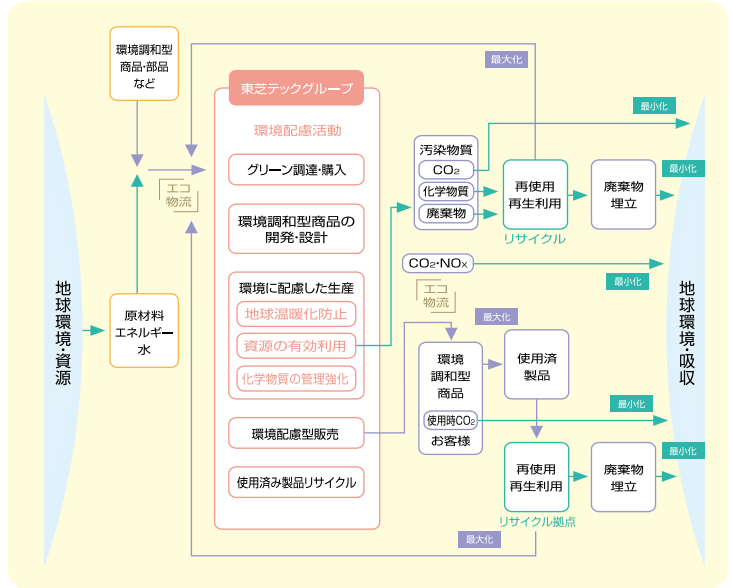 環境調和型
商品・部品
など
エコ
物流
地球環境・資源
原材料
エネルギー
水
東芝テックグループ
環境配慮活動
グリーン調達・購入
環境調和型商品の
開発・設計
環境に配慮した生産
地球温暖化防止
資源の有効利用
化学物質の管理強化
環境配慮型販売
使用済み製品リサイクル
最大化
汚染物質
CO2
化学物質
廃棄物
再使用
再生利用
リサイクル
廃棄物
埋立
最小化
最小化
CO2・NOX
最小化
エコ
物流
最大化
環境
調和型
商品
使用時CO2
お客様
使用済
製品
最小化
再使用
再生利用
リサイクル拠点
廃棄物
埋立
最小化
最大化
地球環境・吸収